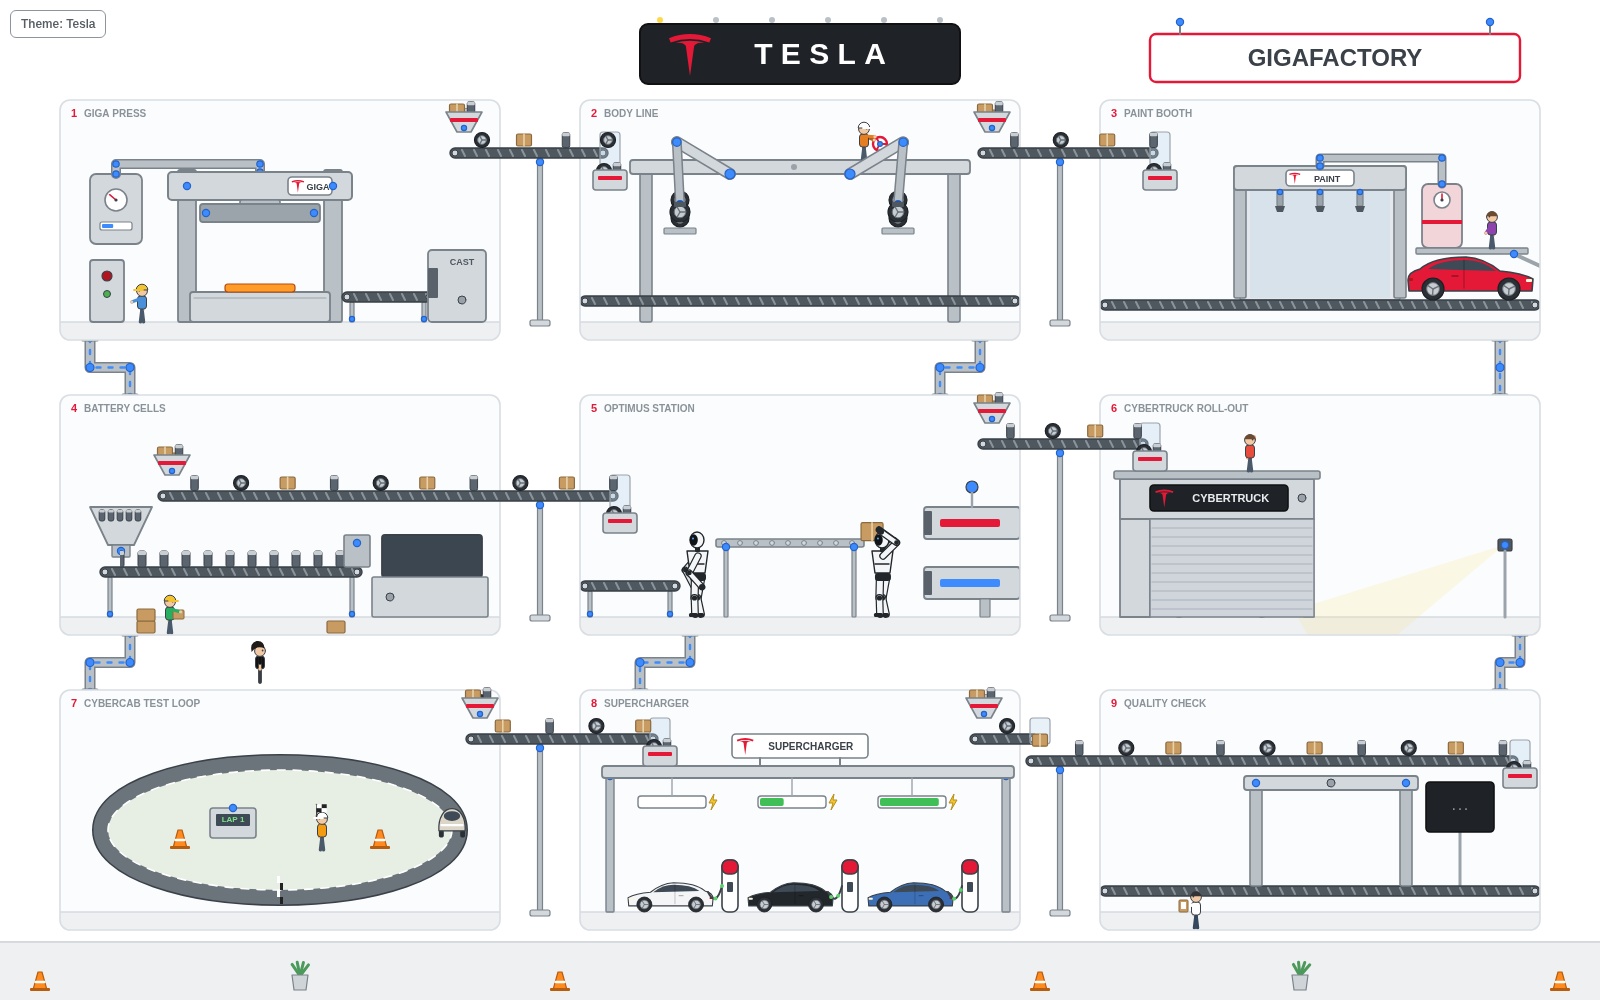 Theme: Tesla
TESLA
GIGAFACTORY
1 GIGA PRESS
GIGA
CAST
2 BODY LINE
3 PAINT BOOTH
PAINT
4 BATTERY CELLS
5 OPTIMUS STATION
6 CYBERTRUCK ROLL-OUT
CYBERTRUCK
7 CYBERCAB TEST LOOP
LAP 1
8 SUPERCHARGER
SUPERCHARGER
9 QUALITY CHECK
...